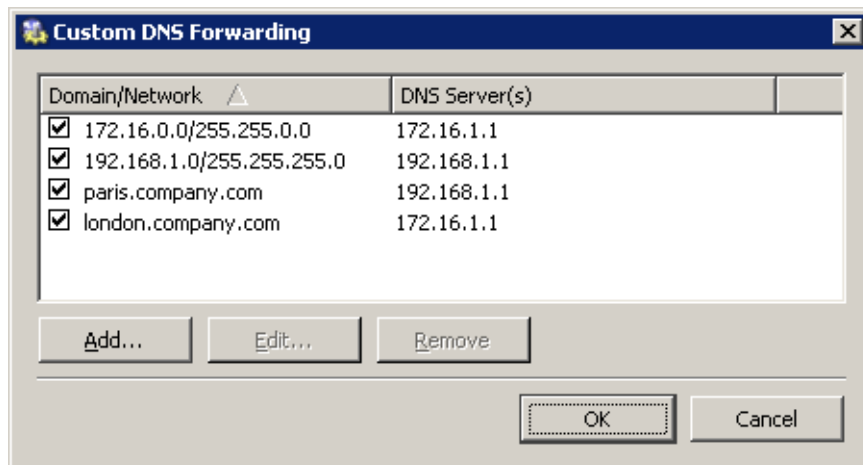 Custom DNS Forwarding
Domain/Network DNS Server(s)
172.16.0.0/255.255.0.0 172.16.1.1
192.168.1.0/255.255.255.0 192.168.1.1
paris.company.com 192.168.1.1
london.company.com 172.16.1.1
Add... Edit... Remove
OK Cancel